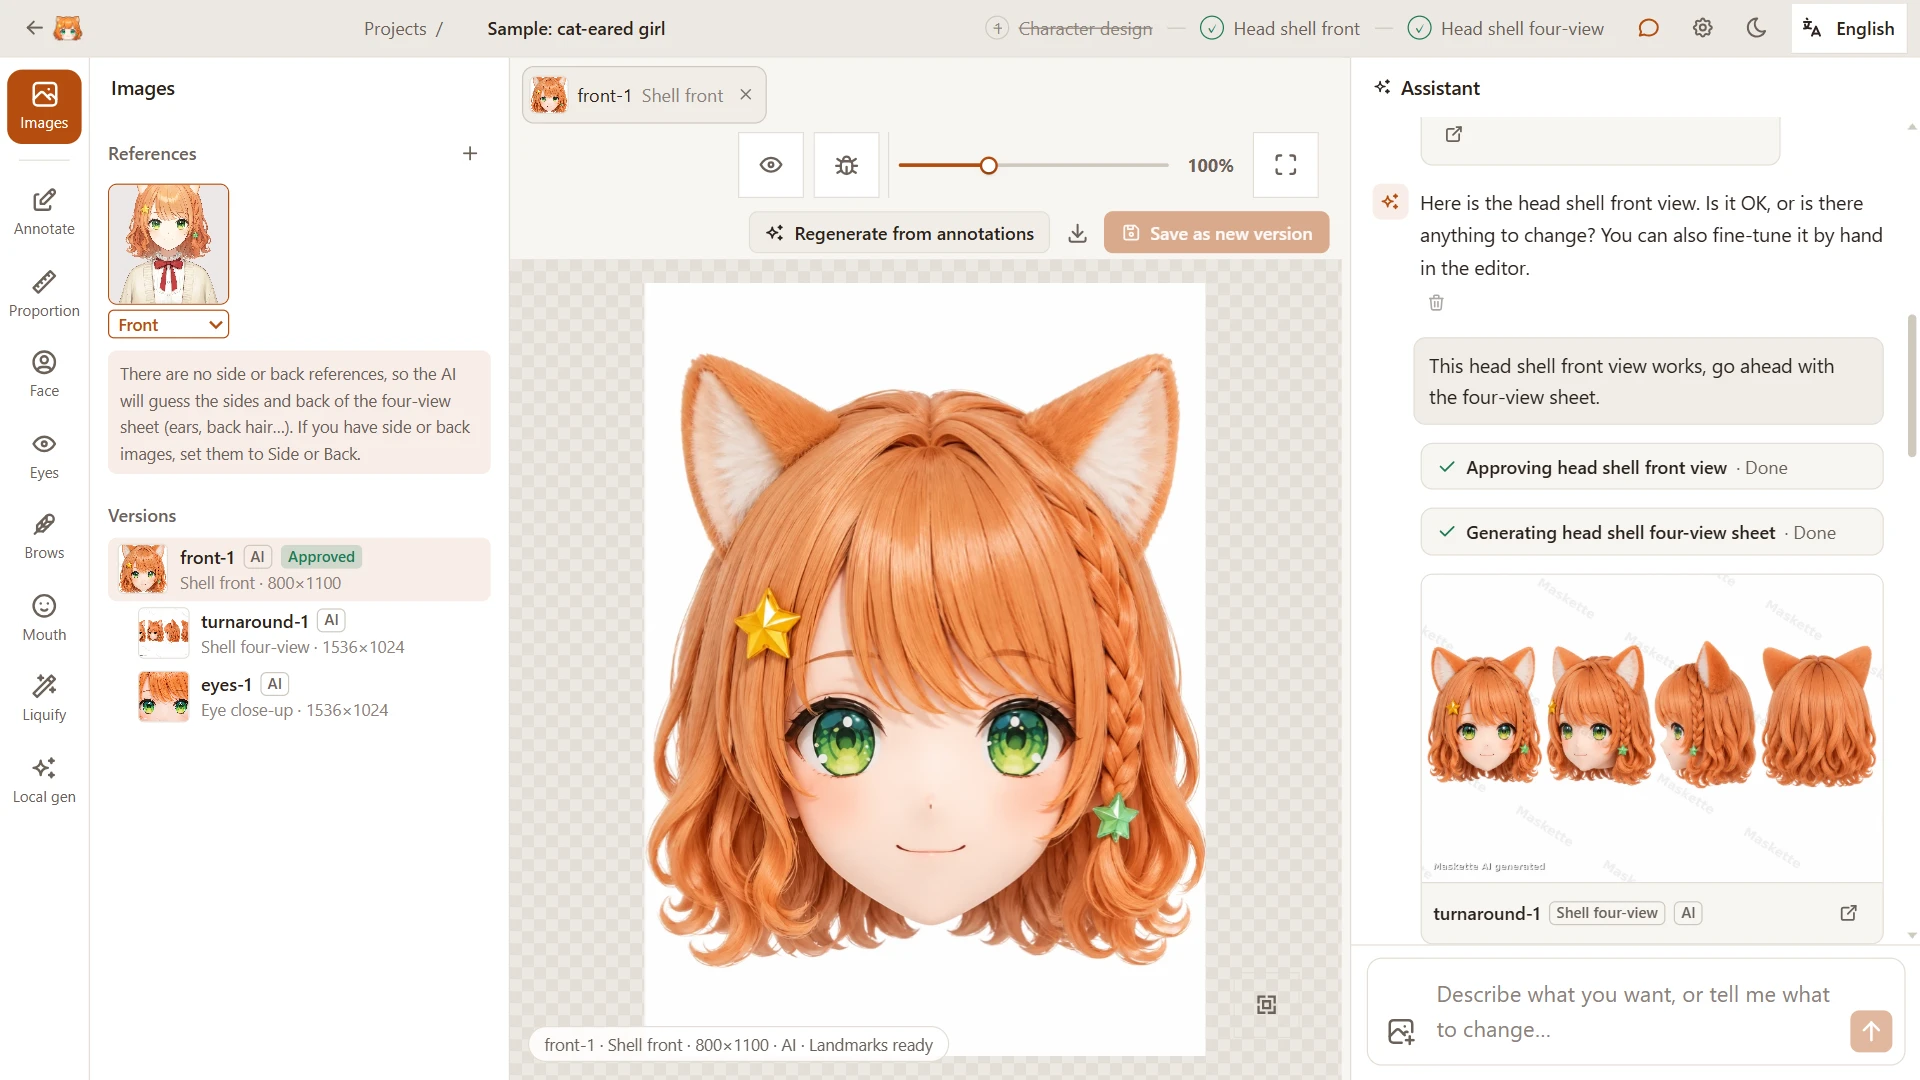 Projects /
Sample: cat-eared girl
Character design
Head shell front
Head shell four-view
English
Images
Annotate
Proportion
Face
Eyes
Brows
Mouth
Liquify
Local gen
Images
References
Front
There are no side or back references, so the AI
will guess the sides and back of the four-view
sheet (ears, back hair...). If you have side or back
images, set them to Side or Back.
Versions
front-1 AI Approved
Shell front · 800×1100
turnaround-1 AI
Shell four-view · 1536×1024
eyes-1 AI
Eye close-up · 1536×1024
front-1 Shell front
100%
Regenerate from annotations
Save as new version
front-1 · Shell front · 800×1100 · AI · Landmarks ready
Assistant
Here is the head shell front view. Is it OK, or is there
anything to change? You can also fine-tune it by hand
in the editor.
This head shell front view works, go ahead with
the four-view sheet.
Approving head shell front view · Done
Generating head shell four-view sheet · Done
Maskette
Maskette
Maskette
Maskette
Maskette
Maskette
Maskette AI generated
turnaround-1 Shell four-view AI
Describe what you want, or tell me what
to change...